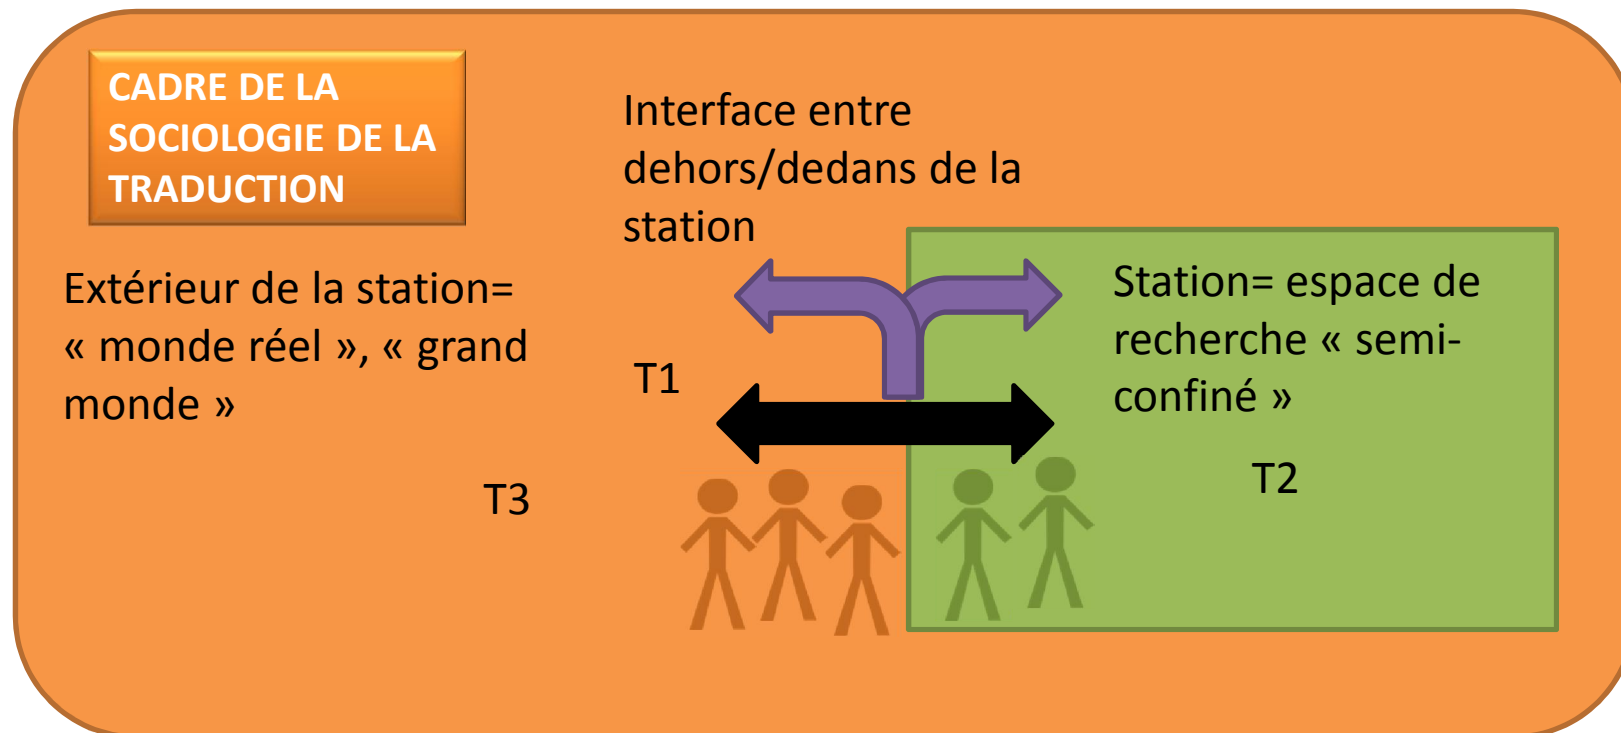 CADRE DE LA
SOCIOLOGIE DE LA
TRADUCTION
Interface entre
dehors/dedans de la
station
Extérieur de la station=
« monde réel », « grand
monde »
Station= espace de
recherche « semi-
confiné »
T1
T2
T3